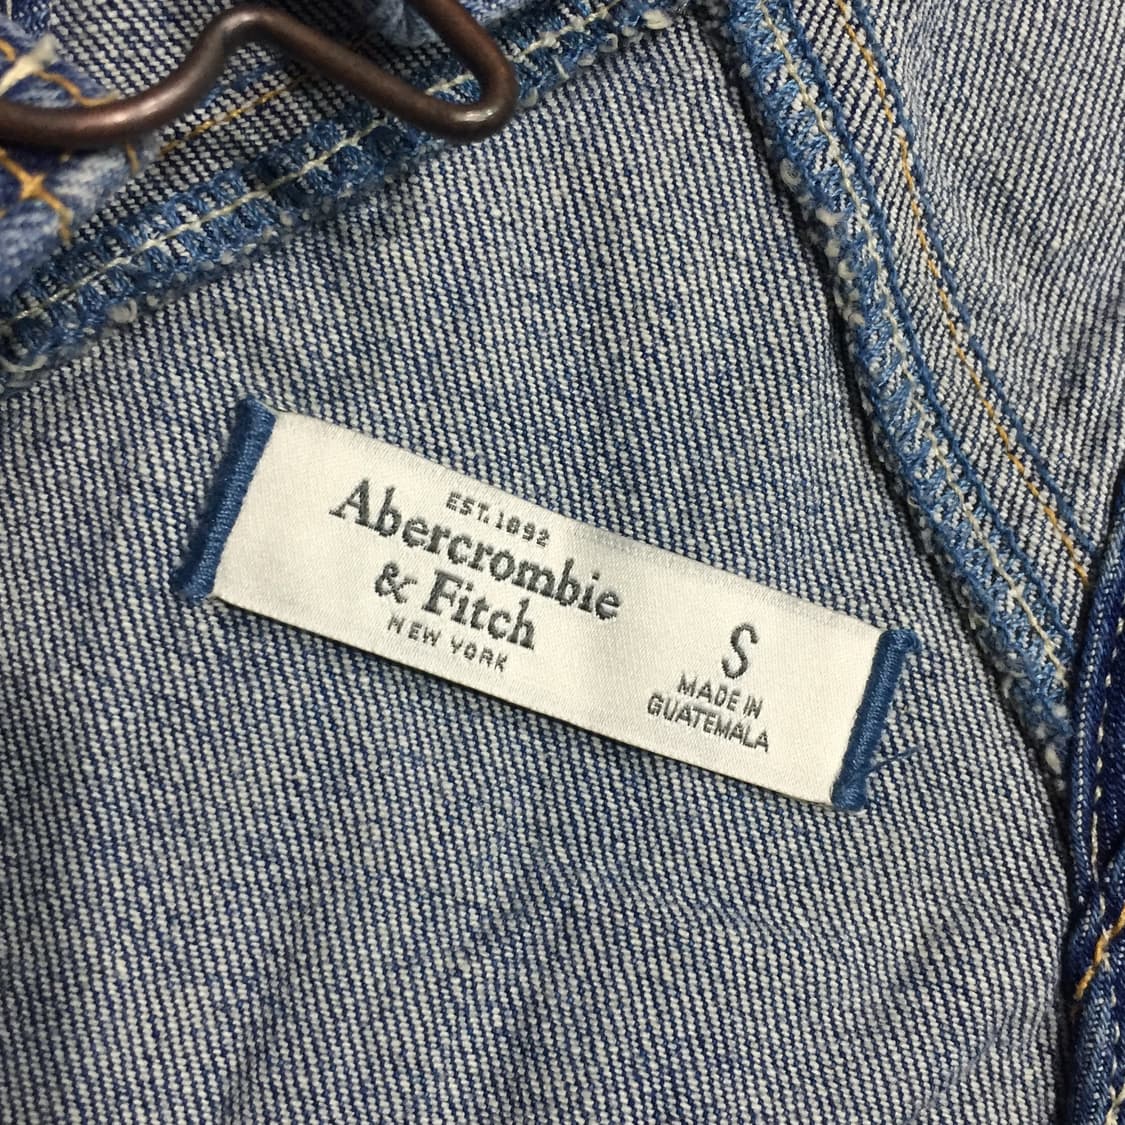 EST. 1892
Abercrombie
& Fitch
NEW YORK
S
MADE IN
GUATEMALA